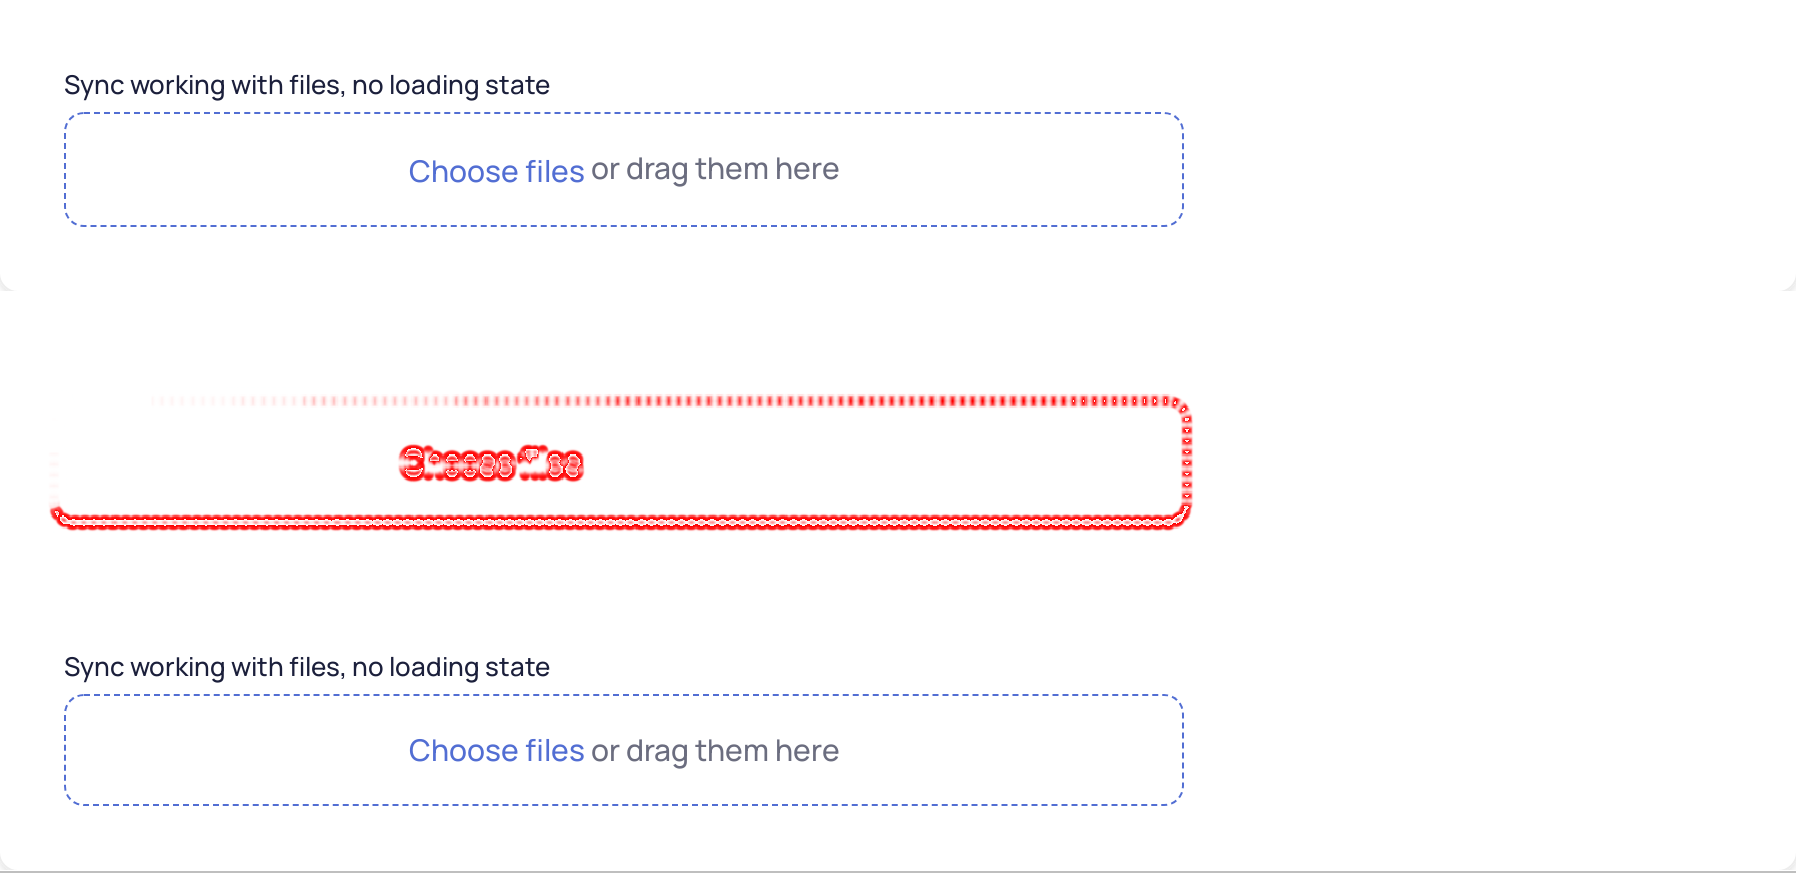 Sync working with files, no loading state
Choose files or drag them here
Sync working with files, no loading state
Choose files or drag them here